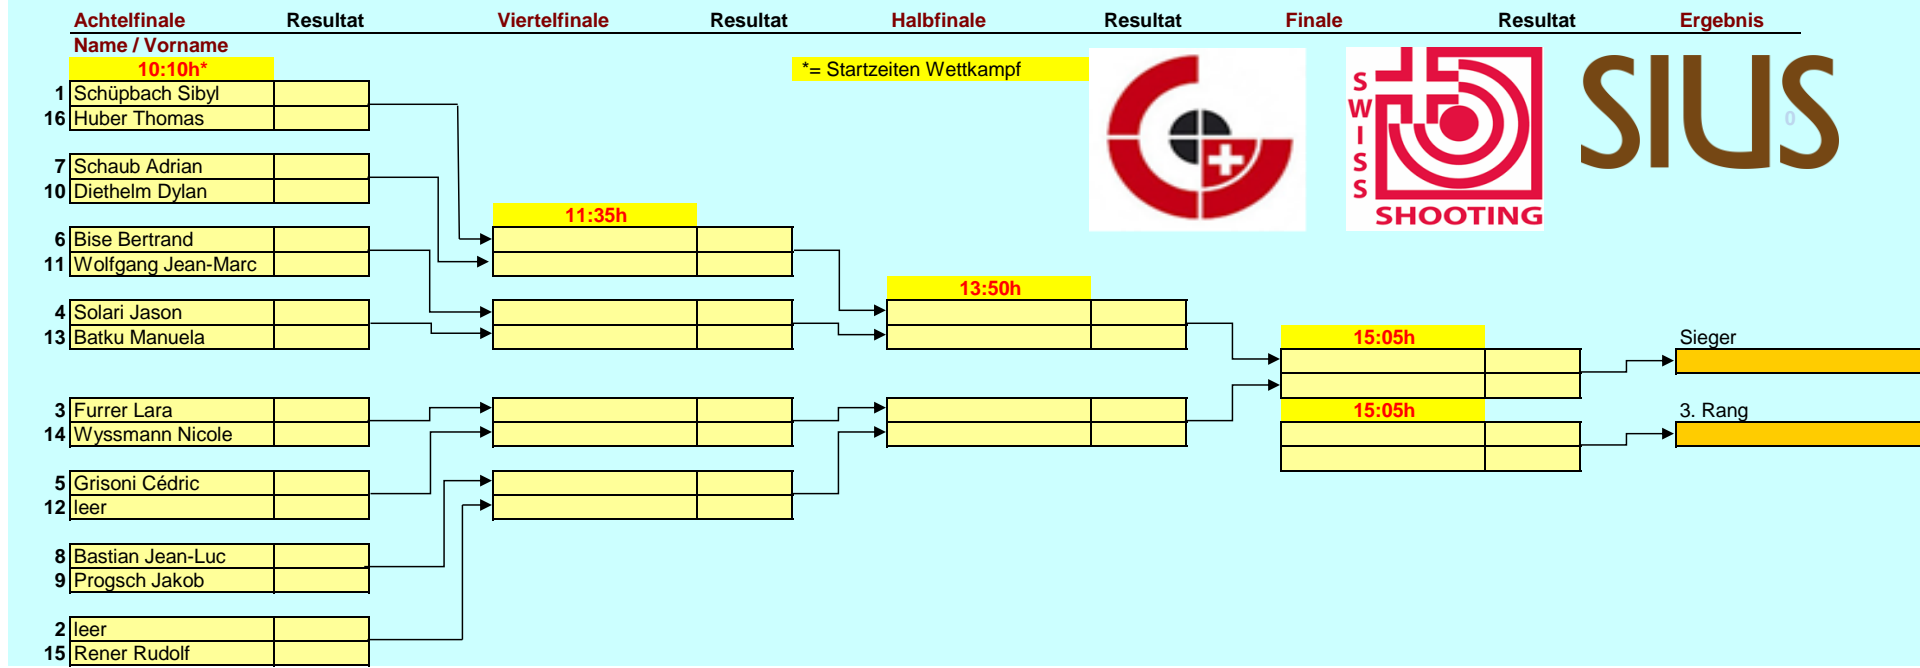 Achtelfinale Resultat Viertelfinale Resultat Halbfinale Resultat Finale Resultat Ergebnis
Name / Vorname
10:10h* *= Startzeiten Wettkampf
1 Schüpbach Sibyl
16 Huber Thomas
SWISS
SHOOTING
SIUS
0
7 Schaub Adrian
10 Diethelm Dylan
11:35h
6 Bise Bertrand
11 Wolfgang Jean-Marc
13:50h
4 Solari Jason
13 Batku Manuela
15:05h Sieger
3 Furrer Lara
15:05h 3. Rang
14 Wyssmann Nicole
5 Grisoni Cédric
12 leer
8 Bastian Jean-Luc
9 Progsch Jakob
2 leer
15 Rener Rudolf